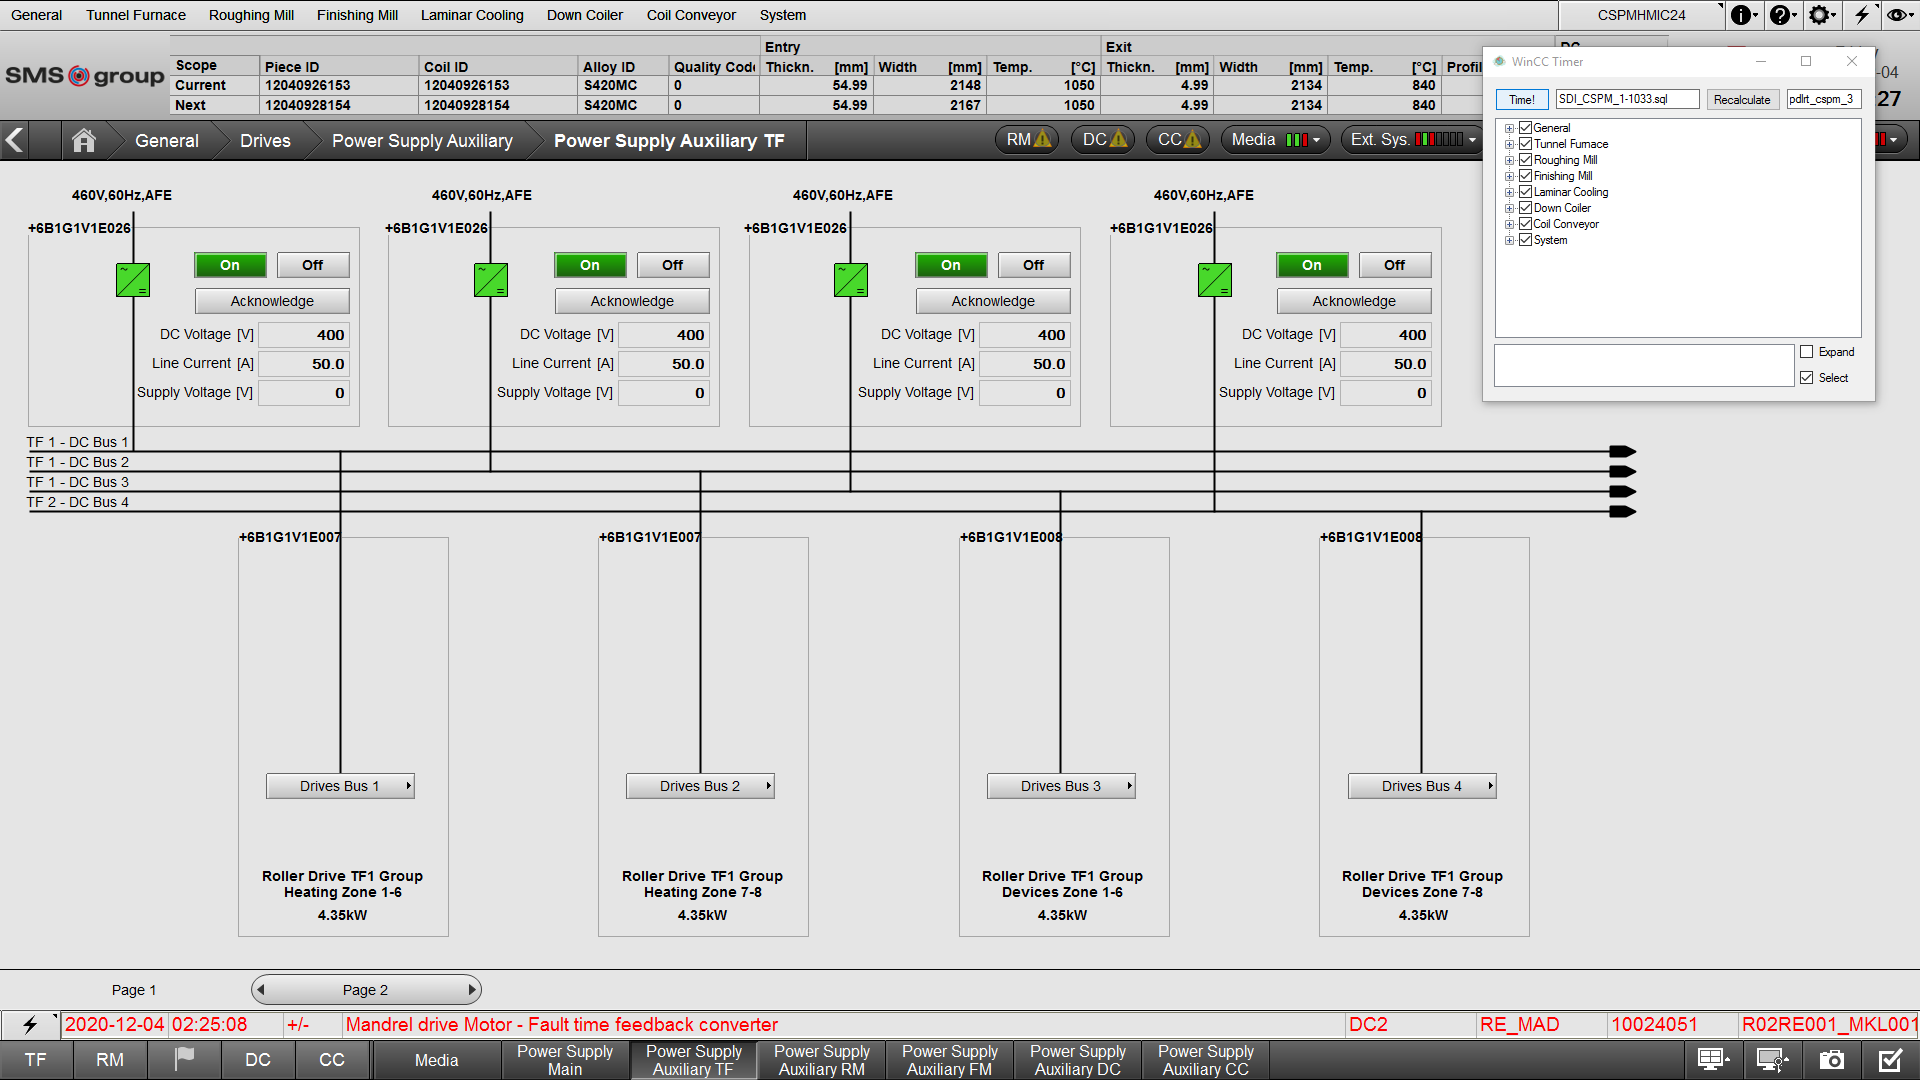 General Tunnel Furnace Roughing Mill Finishing Mill Laminar Cooling Down Coiler Coil Conveyor System CSPMHMIC24
SMS group
Entry Exit
Scope Piece ID Coil ID Alloy ID Quality Code Thickn. [mm] Width [mm] Temp. [°C] Thickn. [mm] Width [mm] Temp. [°C] Profil
Current 12040926153 12040926153 S420MC 0 54.99 2148 1050 4.99 2134 840
Next 12040928154 12040928154 S420MC 0 54.99 2167 1050 4.99 2134 840
-04
27
General Drives Power Supply Auxiliary Power Supply Auxiliary TF RM DC CC Media Ext. Sys.
WinCC Timer
Time! SDI_CSPM_1-1033.sql Recalculate pdlrt_cspm_3
General
Tunnel Furnace
Roughing Mill
Finishing Mill
Laminar Cooling
Down Coiler
Coil Conveyor
System
Expand
Select
460V,60Hz,AFE 460V,60Hz,AFE 460V,60Hz,AFE 460V,60Hz,AFE
+6B1G1V1E026 +6B1G1V1E026 +6B1G1V1E026 +6B1G1V1E026
On Off On Off On Off On Off
Acknowledge Acknowledge Acknowledge Acknowledge
DC Voltage [V] 400 DC Voltage [V] 400 DC Voltage [V] 400 DC Voltage [V] 400
Line Current [A] 50.0 Line Current [A] 50.0 Line Current [A] 50.0 Line Current [A] 50.0
Supply Voltage [V] 0 Supply Voltage [V] 0 Supply Voltage [V] 0 Supply Voltage [V] 0
TF 1 - DC Bus 1
TF 1 - DC Bus 2
TF 1 - DC Bus 3
TF 2 - DC Bus 4
+6B1G1V1E007 +6B1G1V1E007 +6B1G1V1E008 +6B1G1V1E008
Drives Bus 1 Drives Bus 2 Drives Bus 3 Drives Bus 4
Roller Drive TF1 Group Roller Drive TF1 Group Roller Drive TF1 Group Roller Drive TF1 Group
Heating Zone 1-6 Heating Zone 7-8 Devices Zone 1-6 Devices Zone 7-8
4.35kW 4.35kW 4.35kW 4.35kW
Page 1 Page 2
2020-12-04 02:25:08 +/- Mandrel drive Motor - Fault time feedback converter DC2 RE_MAD 10024051 R02RE001_MKL001
TF RM DC CC Media Power Supply Main Power Supply Auxiliary TF Power Supply Auxiliary RM Power Supply Auxiliary FM Power Supply Auxiliary DC Power Supply Auxiliary CC